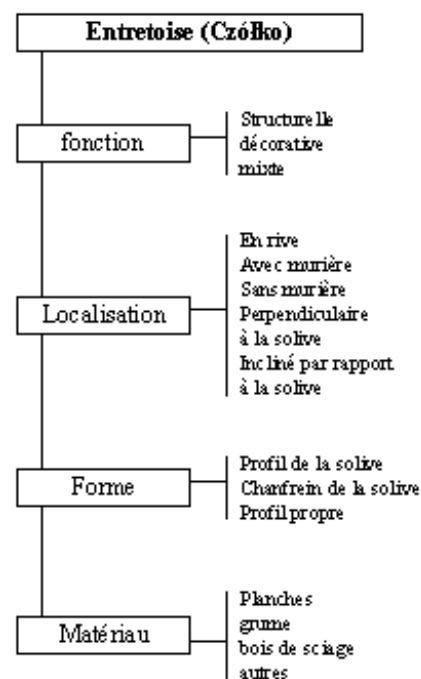 Entretoise (Czółko)
fonction
Structurelle
décorative
mixte
Localisation
En rive
Avec murière
Sans murière
Perpendiculaire
à la solive
Incliné par rapport
à la solive
Forme
Profil de la solive
Chanfrein de la solive
Profil propre
Matériau
Planches
grume
bois de sciage
autres